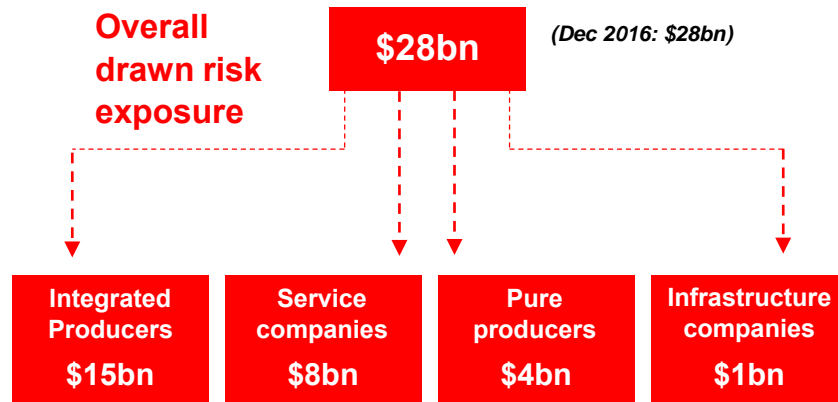 Overall
drawn risk
exposure
$28bn
(Dec 2016: $28bn)
Integrated
Producers
$15bn
Service
companies
$8bn
Pure
producers
$4bn
Infrastructure
companies
$1bn